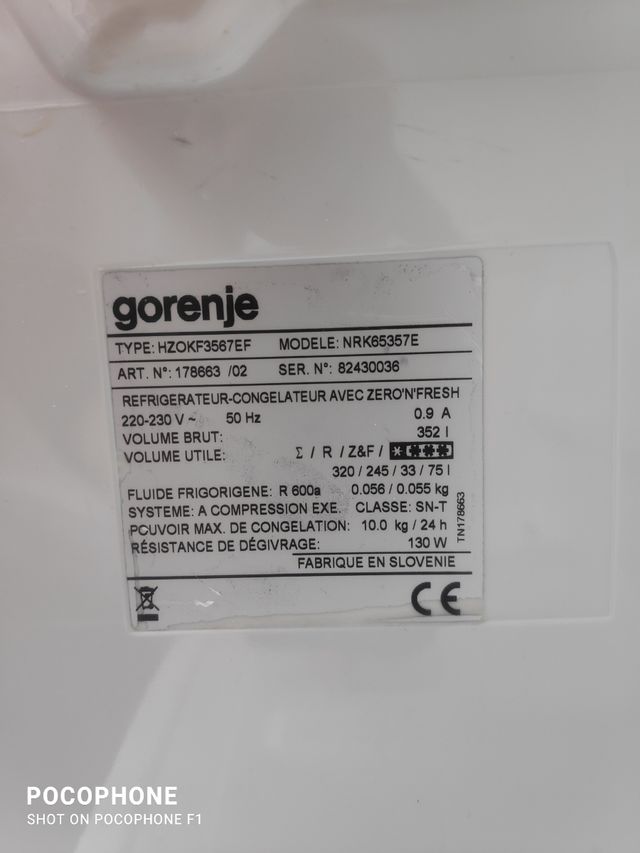 gorenje
TYPE: HZOKF3567EF MODELE: NRK65357E
ART. N°: 178663 /02 SER. N°: 82430036
REFRIGERATEUR-CONGELATEUR AVEC ZERO'N'FRESH
220-230 V ~ 50 Hz 0.9 A
VOLUME BRUT: 352 l
VOLUME UTILE: Σ / R / Z&F / *(***)
320 / 245 / 33 / 75 l
FLUIDE FRIGORIGENE: R 600a 0.056 / 0.055 kg
SYSTEME: A COMPRESSION EXE. CLASSE: SN-T
POUVOIR MAX. DE CONGELATION: 10.0 kg / 24 h
RÉSISTANCE DE DÉGIVRAGE: 130 W
FABRIQUE EN SLOVENIE
TN178663
CE
POCOPHONE
SHOT ON POCOPHONE F1